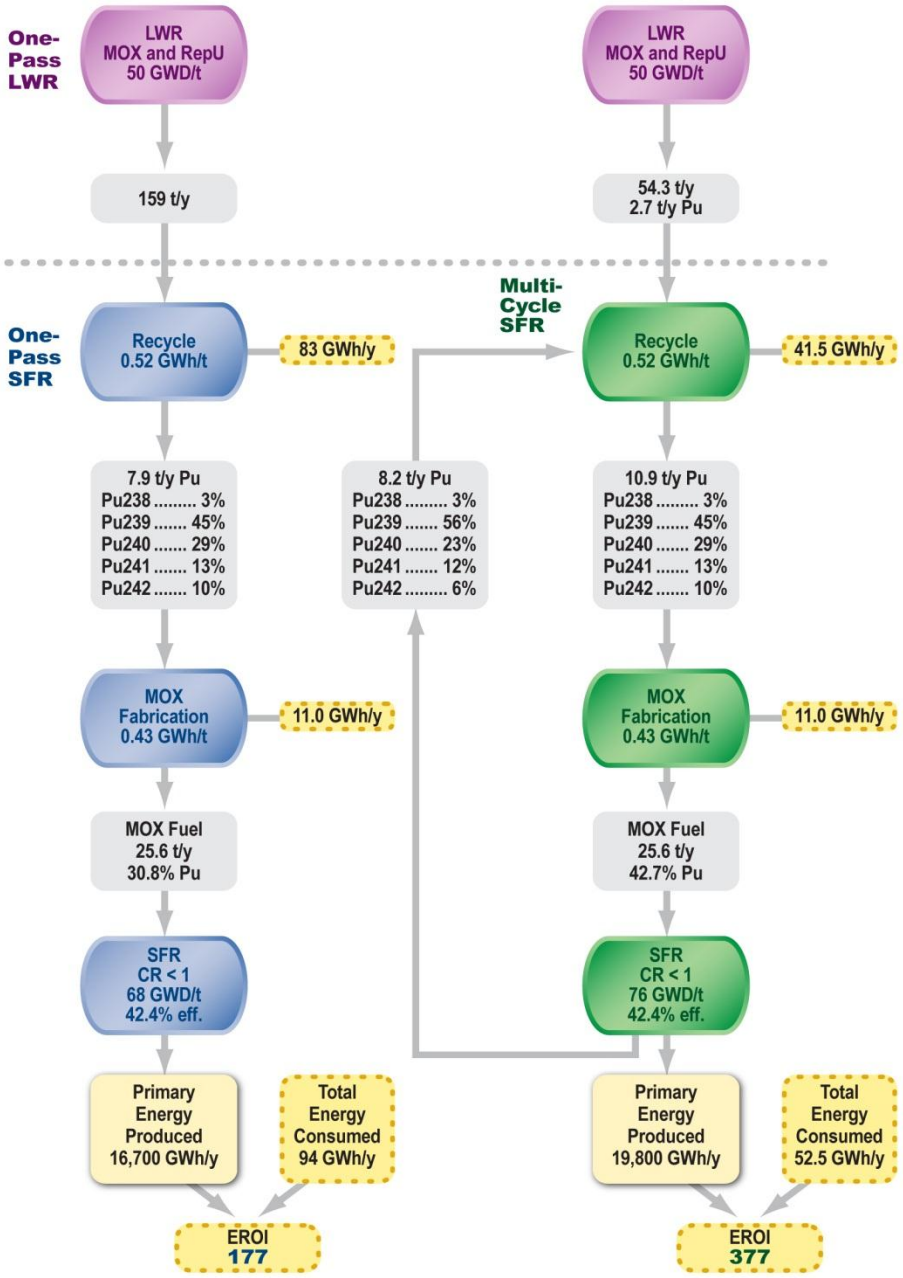 One-
Pass
LWR
LWR
MOX and RepU
50 GWD/t
159 t/y
One-
Pass
SFR
Recycle
0.52 GWh/t
83 GWh/y
7.9 t/y Pu
Pu238 ......... 3%
Pu239 ....... 45%
Pu240 ....... 29%
Pu241 ....... 13%
Pu242 ....... 10%
MOX
Fabrication
0.43 GWh/t
11.0 GWh/y
MOX Fuel
25.6 t/y
30.8% Pu
SFR
CR < 1
68 GWD/t
42.4% eff.
Primary
Energy
Produced
16,700 GWh/y
Total
Energy
Consumed
94 GWh/y
EROI
177
LWR
MOX and RepU
50 GWD/t
54.3 t/y
2.7 t/y Pu
Multi-
Cycle
SFR
Recycle
0.52 GWh/t
41.5 GWh/y
8.2 t/y Pu
Pu238 ......... 3%
Pu239 ....... 56%
Pu240 ....... 23%
Pu241 ....... 12%
Pu242 ......... 6%
10.9 t/y Pu
Pu238 ......... 3%
Pu239 ....... 45%
Pu240 ....... 29%
Pu241 ....... 13%
Pu242 ....... 10%
MOX
Fabrication
0.43 GWh/t
11.0 GWh/y
MOX Fuel
25.6 t/y
42.7% Pu
SFR
CR < 1
76 GWD/t
42.4% eff.
Primary
Energy
Produced
19,800 GWh/y
Total
Energy
Consumed
52.5 GWh/y
EROI
377